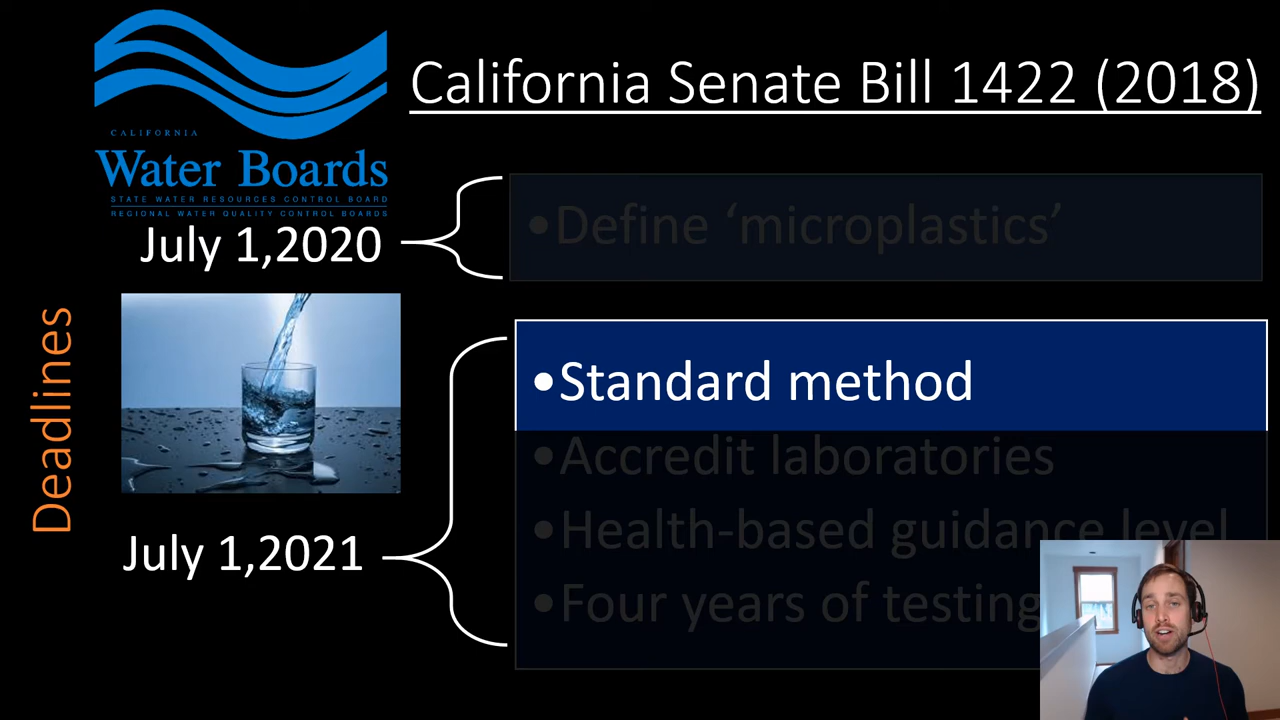 California Senate Bill 1422 (2018)
CALIFORNIA
Water Boards
STATE WATER RESOURCES CONTROL BOARD
REGIONAL WATER QUALITY CONTROL BOARDS
Deadlines
July 1,2020
•Define ‘microplastics’
July 1,2021
•Standard method
•Accredit laboratories
•Health-based guidance level
•Four years of testing